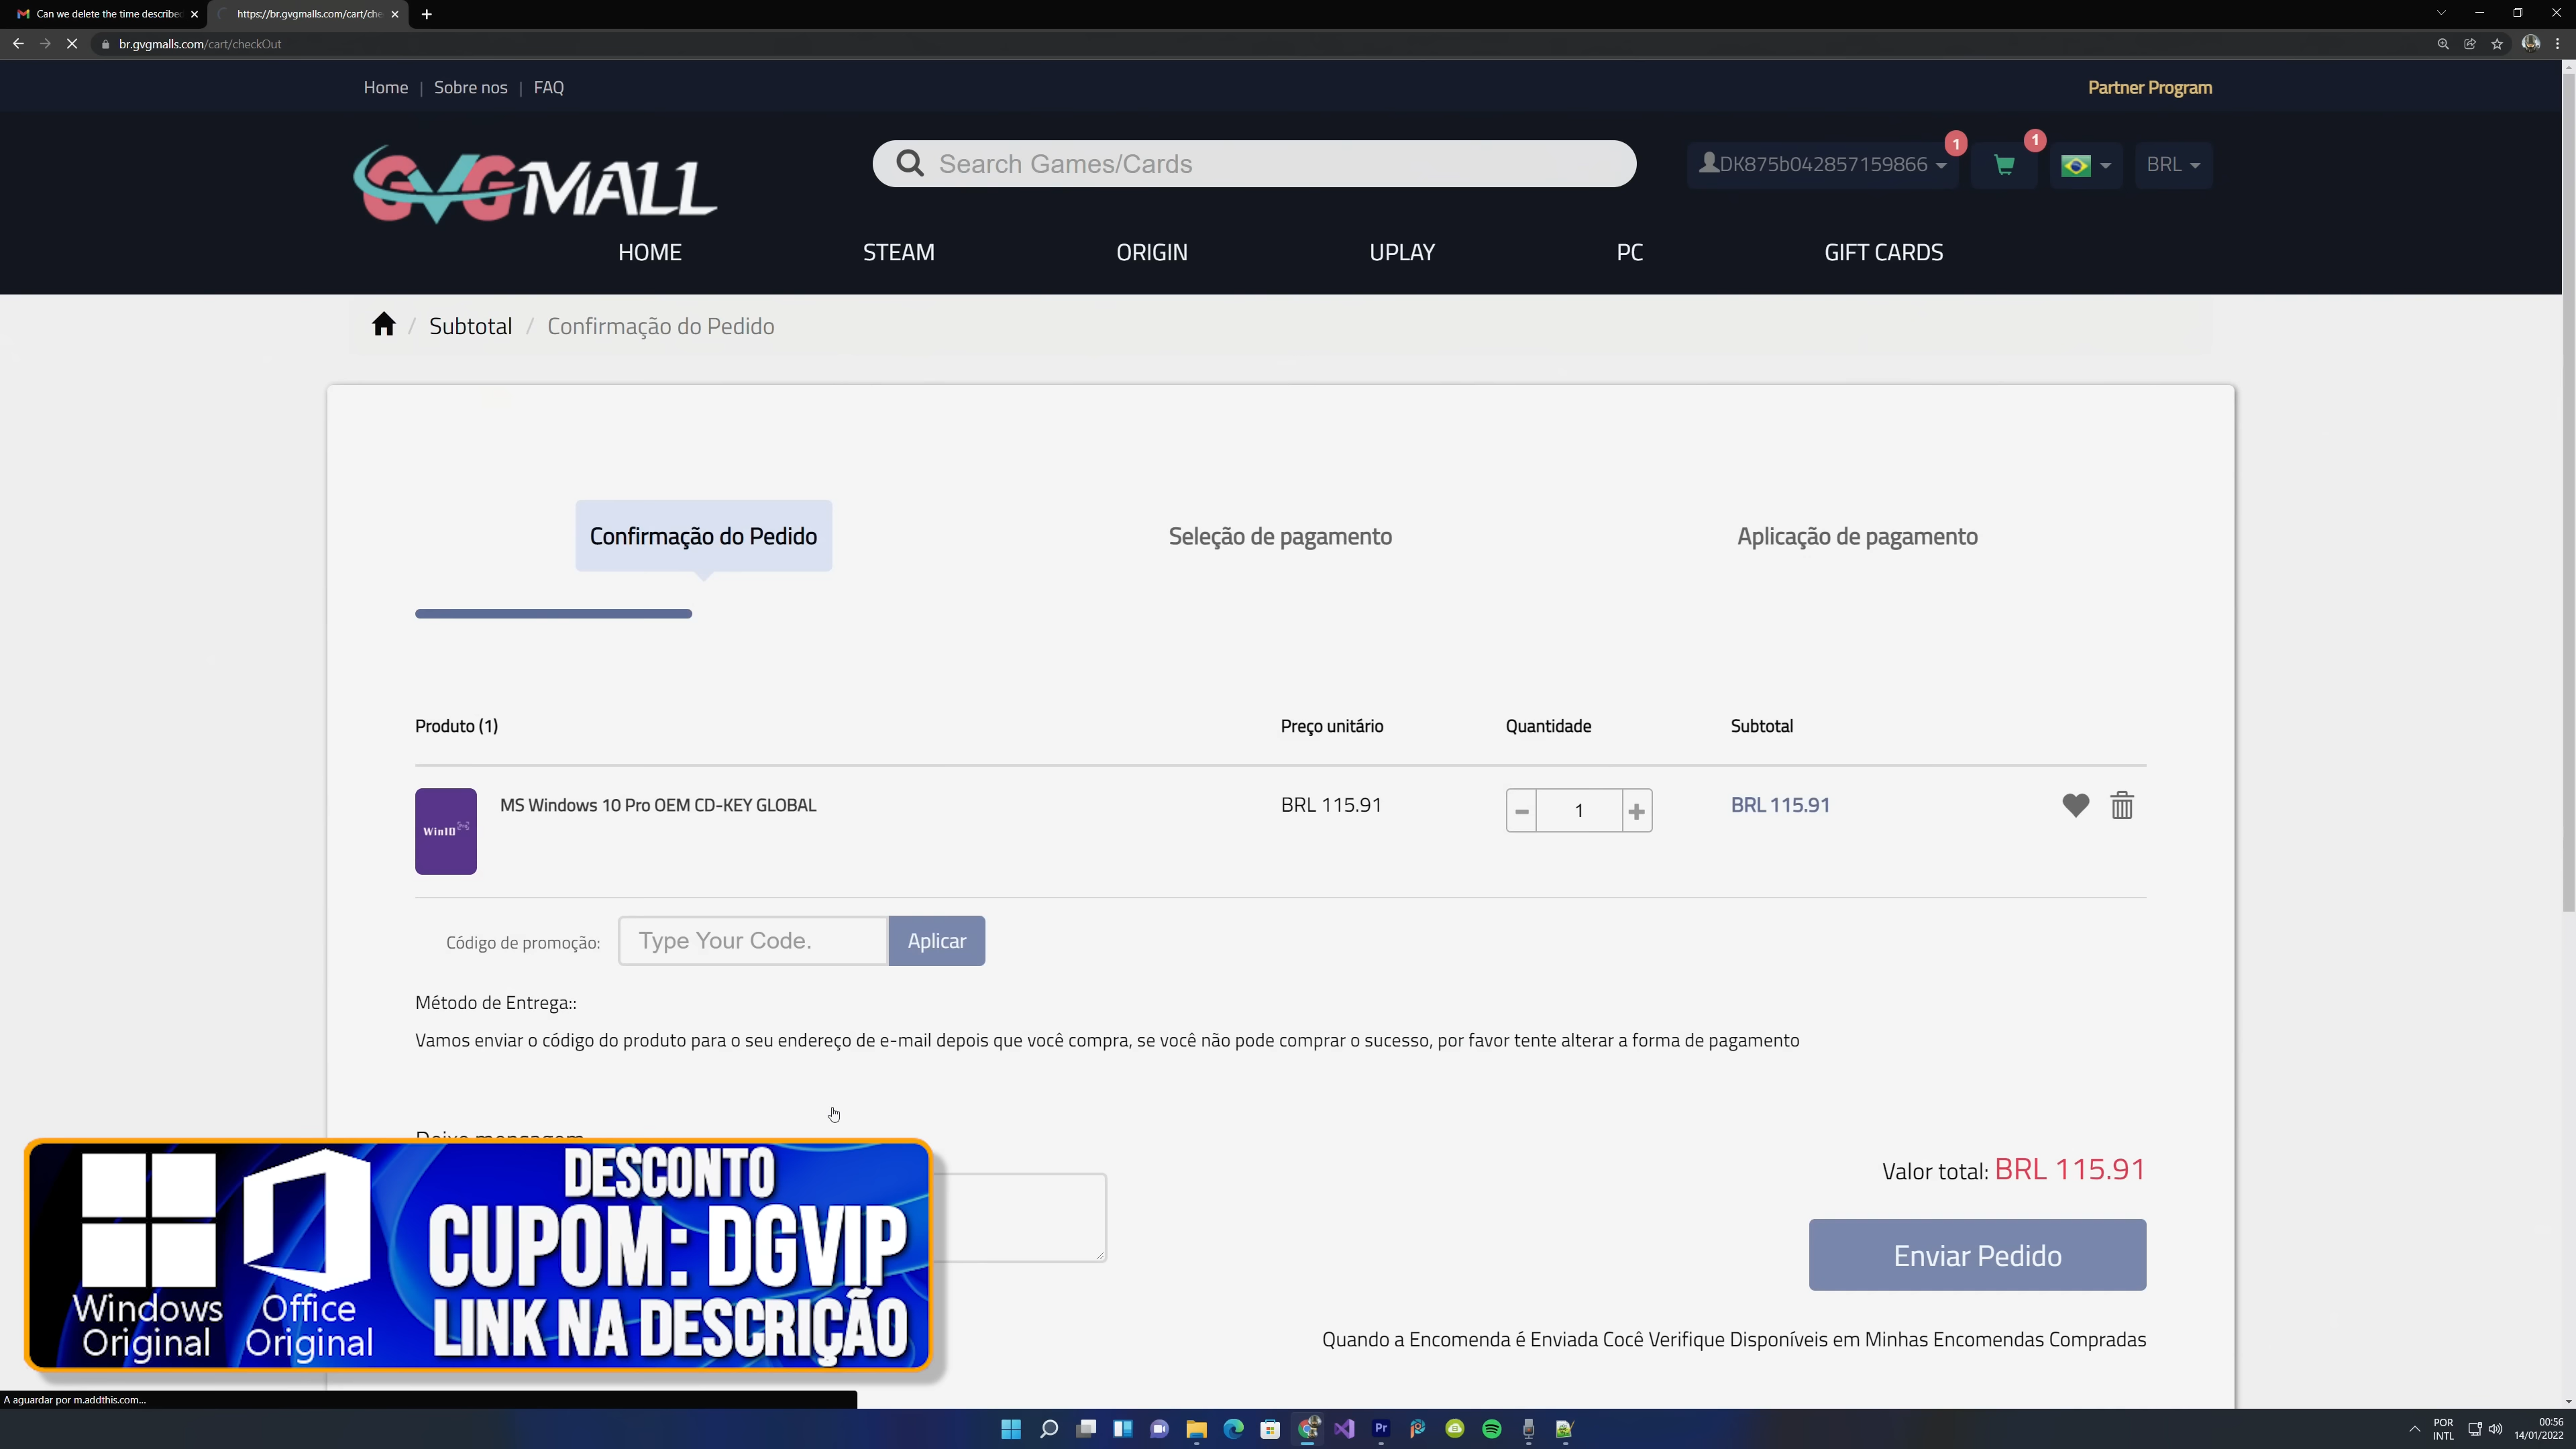 Can we delete the time describe
https://br.gvgmalls.com/cart/che
br.gvgmalls.com/cart/checkOut
Home | Sobre nos | FAQ
Partner Program
GVGMALL
Search Games/Cards
DK875b042857159866
1
1
BRL
HOME
STEAM
ORIGIN
UPLAY
PC
GIFT CARDS
/ Subtotal / Confirmação do Pedido
Confirmação do Pedido
Seleção de pagamento
Aplicação de pagamento
Produto (1)
Preço unitário
Quantidade
Subtotal
Win10
MS Windows 10 Pro OEM CD-KEY GLOBAL
BRL 115.91
1
BRL 115.91
Código de promoção:
Type Your Code.
Aplicar
Método de Entrega::
Vamos enviar o código do produto para o seu endereço de e-mail depois que você compra, se você não pode comprar o sucesso, por favor tente alterar a forma de pagamento
Valor total: BRL 115.91
Enviar Pedido
Quando a Encomenda é Enviada Cocê Verifique Disponíveis em Minhas Encomendas Compradas
Windows
Original
Office
Original
DESCONTO
CUPOM: DGVIP
LINK NA DESCRIÇÃO
A aguardar por m.addthis.com...
Pr
POR
INTL
00:56
14/01/2022